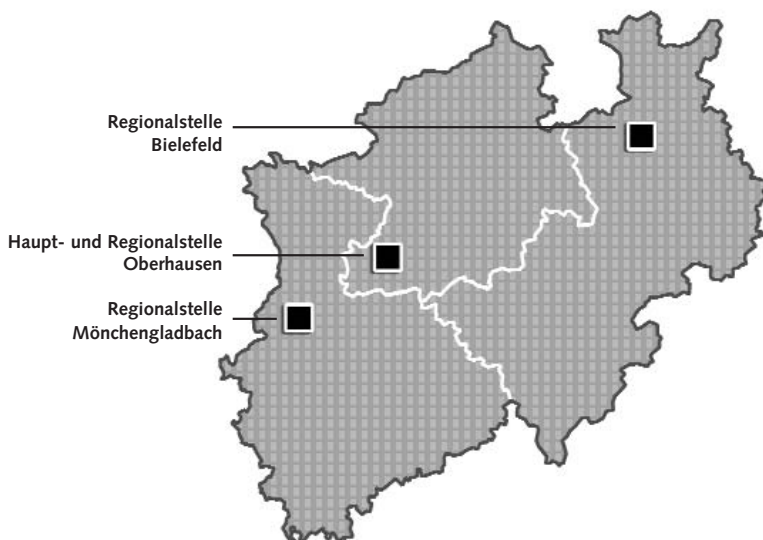 Regionalstelle
Bielefeld
Haupt- und Regionalstelle
Oberhausen
Regionalstelle
Mönchengladbach